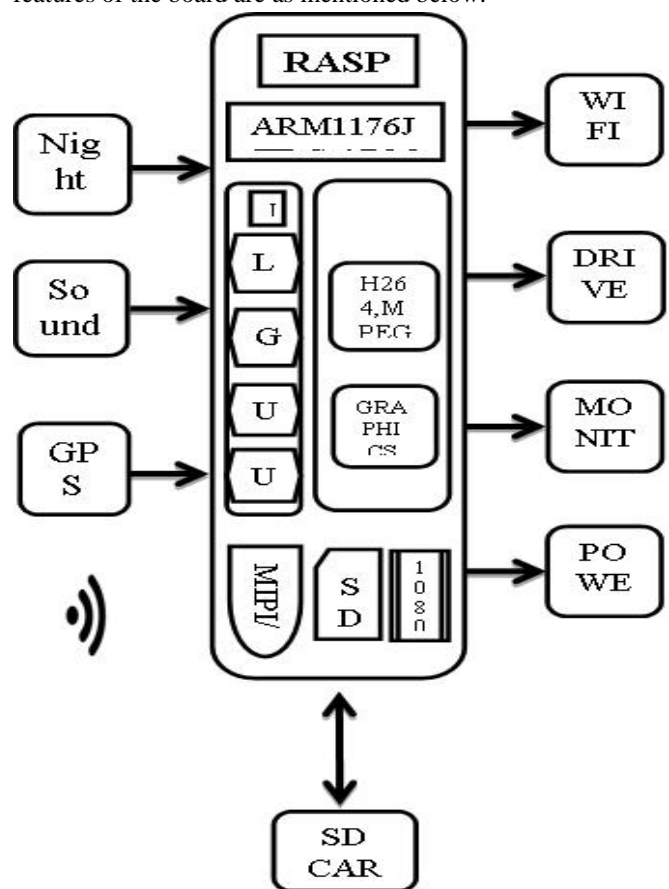 features of the board are as mentioned below.
RASP
ARM1176J
Nig
ht
So
und
GP
S
L
G
U
U
H26
4,M
PEG
GRA
PHI
CS
MIPI/
S
D
1
0
8
0
WI
FI
DRI
VE
MO
NIT
PO
WE
SD
CAR